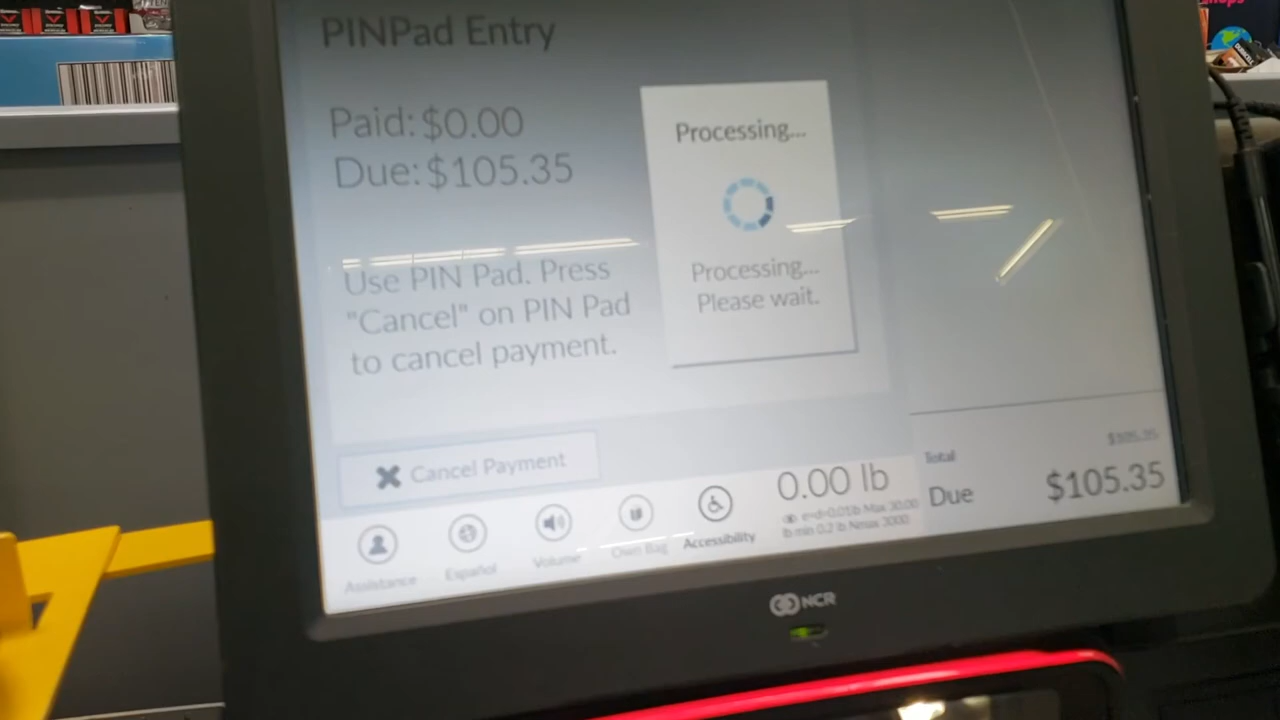 PINPad Entry
Paid: $0.00
Due: $105.35
Processing...
Processing...
Please wait.
Use PIN Pad. Press
"Cancel" on PIN Pad
to cancel payment.
Cancel Payment
Assistance
Español
Volume
Own Bag
Accessibility
0.00 lb
Total
$105.35
Due
$105.35
NCR